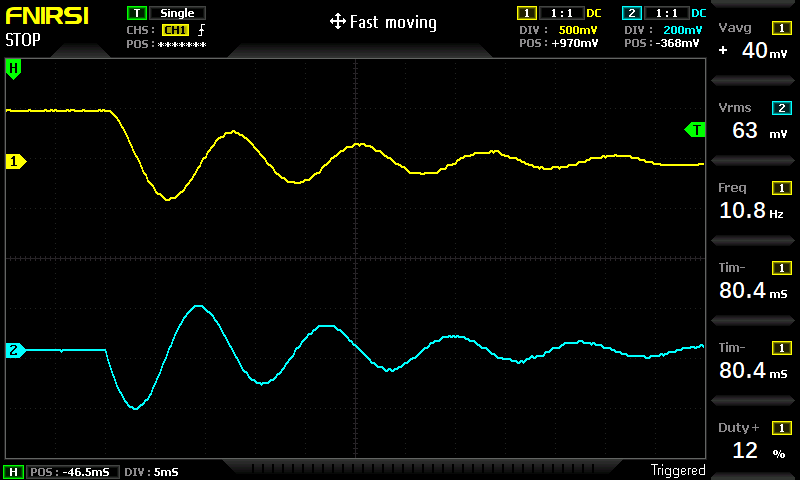 FNIRSI
STOP
T Single
CHS: CH1
POS: *******
Fast moving
1 1:1 DC
DIV: 500mV
POS: +970mV
2 1:1 DC
DIV: 200mV
POS: -368mV
H
T
1
2
Vavg 1
+ 40 mV
Vrms 2
63 mV
Freq 1
10.8 Hz
Tim- 1
80.4 mS
Tim- 1
80.4 mS
Duty+ 1
12 %
H POS: -46.5mS DIV: 5mS
Triggered